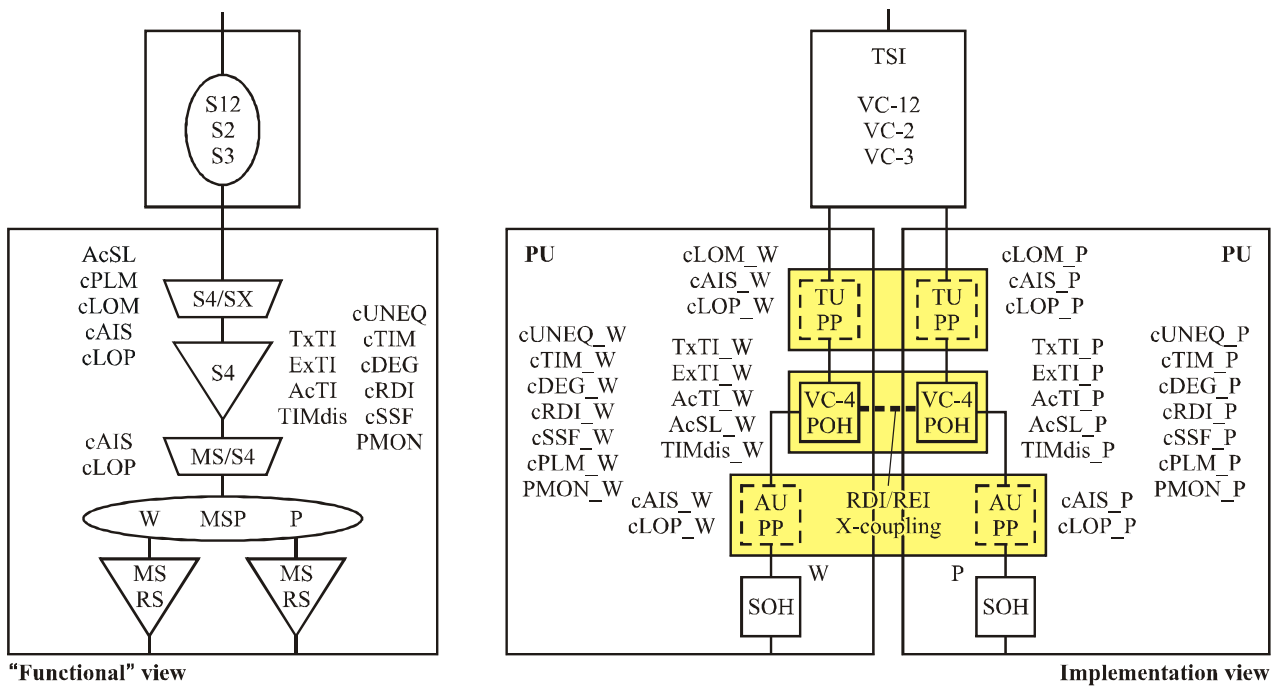 S12
S2
S3
AcSL
cPLM
cLOM
cAIS
cLOP
S4/SX
S4
TxTI
ExTI
AcTI
TIMdis
cUNEQ
cTIM
cDEG
cRDI
cSSF
PMON
cAIS
cLOP
MS/S4
W MSP P
MS
RS
MS
RS
"Functional" view
TSI
VC-12
VC-2
VC-3
PU
cLOM_W
cAIS_W
cLOP_W
TU
PP
TU
PP
cLOM_P
cAIS_P
cLOP_P
PU
cUNEQ_W
cTIM_W
cDEG_W
cRDI_W
cSSF_W
cPLM_W
PMON_W
TxTI_W
ExTI_W
AcTI_W
AcSL_W
TIMdis_W
VC-4
POH
VC-4
POH
TxTI_P
ExTI_P
AcTI_P
AcSL_P
TIMdis_P
cUNEQ_P
cTIM_P
cDEG_P
cRDI_P
cSSF_P
cPLM_P
PMON_P
cAIS_W
cLOP_W
AU
PP
RDI/REI
X-coupling
AU
PP
cAIS_P
cLOP_P
W
P
SOH
SOH
Implementation view